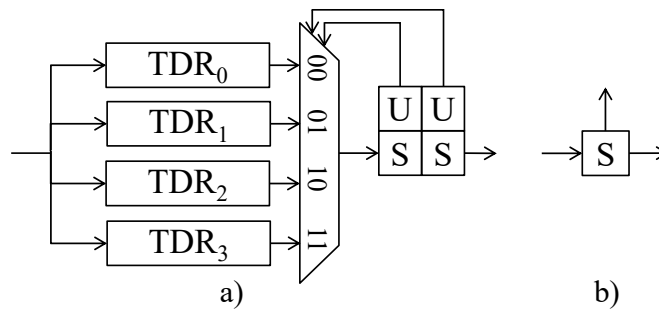 TDR₀ 00
TDR₁ 01
TDR₂ 10
TDR₃ 11
U U
S S
S
a) b)